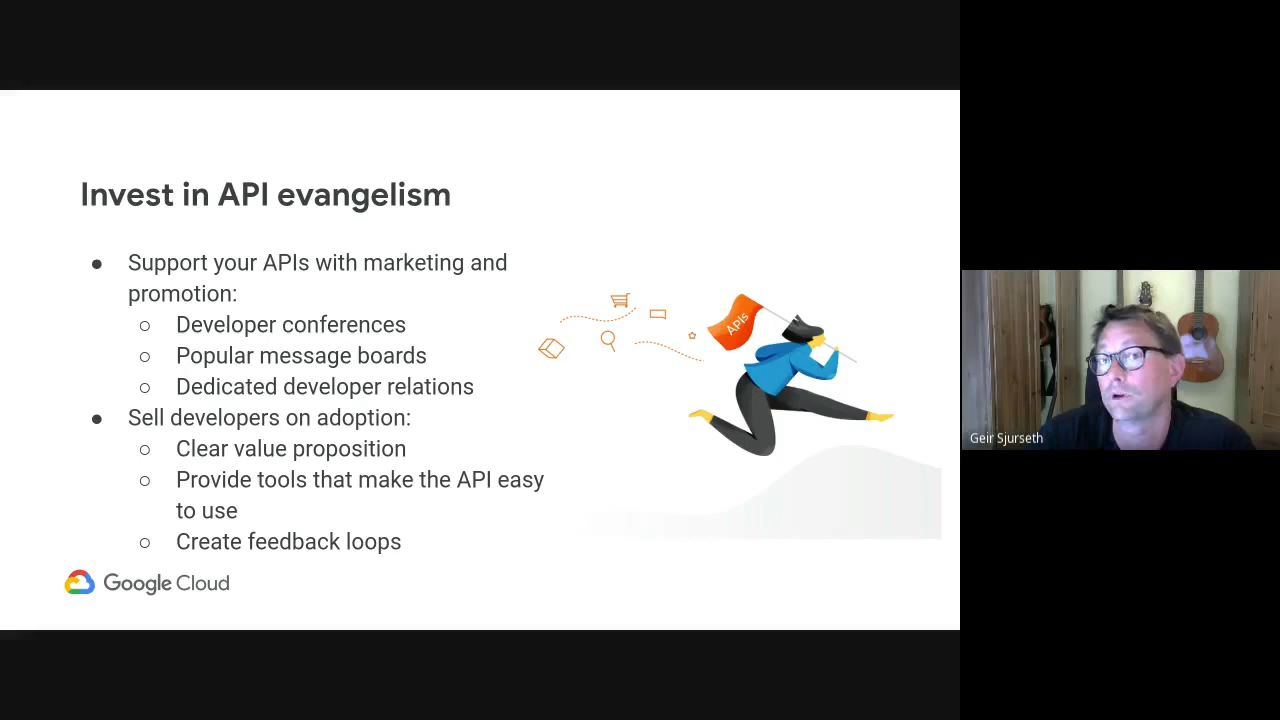 Invest in API evangelism
● Support your APIs with marketing and
promotion:
○ Developer conferences
○ Popular message boards
○ Dedicated developer relations
● Sell developers on adoption:
○ Clear value proposition
○ Provide tools that make the API easy
to use
○ Create feedback loops
APIs
Google Cloud
Geir Sjurseth